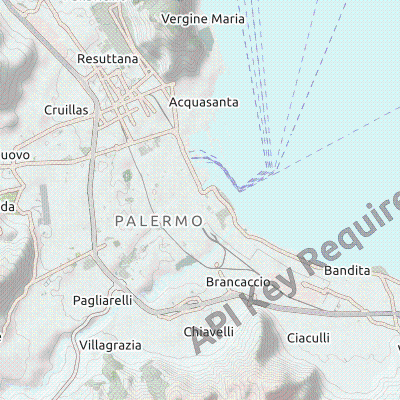 Vergine Maria
Resuttana
Acquasanta
Cruillas
uovo
da
PALERMO
Bandita
Brancaccio
Pagliarelli
Chiavelli
Ciaculli
Villagrazia
API Key Require